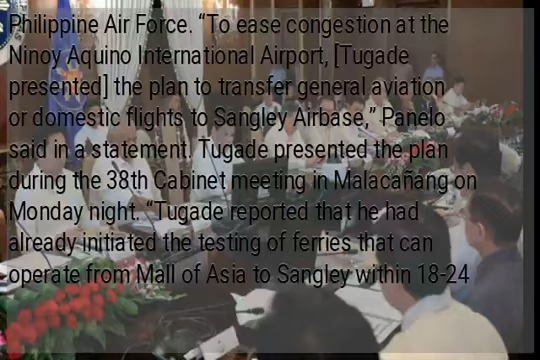 Philippine Air Force. “To ease congestion at the
Ninoy Aquino International Airport, [Tugade
presented] the plan to transfer general aviation
or domestic flights to Sangley Airbase,” Panelo
said in a statement. Tugade presented the plan
during the 38th Cabinet meeting in Malacañang on
Monday night. “Tugade reported that he had
already initiated the testing of ferries that can
operate from Mall of Asia to Sangley within 18-24